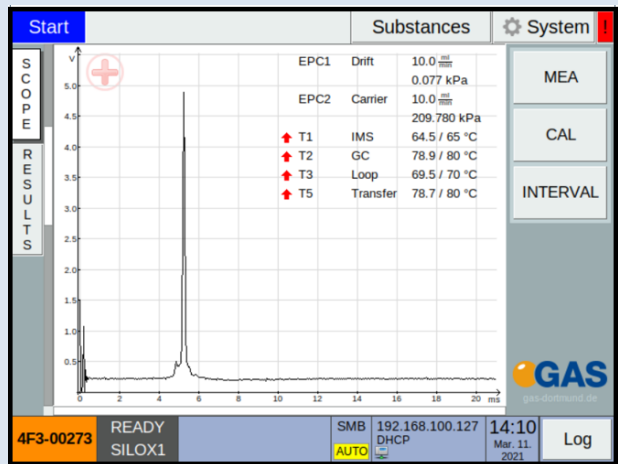 Start
Substances
System
!
SCOPE
RESULTS
V
EPC1 Drift 10.0 ml/min
0.077 kPa
EPC2 Carrier 10.0 ml/min
209.780 kPa
T1 IMS 64.5 / 65 °C
T2 GC 78.9 / 80 °C
T3 Loop 69.5 / 70 °C
T5 Transfer 78.7 / 80 °C
5.0
4.5
4.0
3.5
3.0
2.5
2.0
1.5
1.0
0.5
0 2 4 6 8 10 12 14 16 18 20 ms
MEA
CAL
INTERVAL
GAS
gas-dortmund.de
4F3-00273
READY
SILOX1
SMB
AUTO
192.168.100.127
DHCP
14:10
Mar. 11.
2021
Log